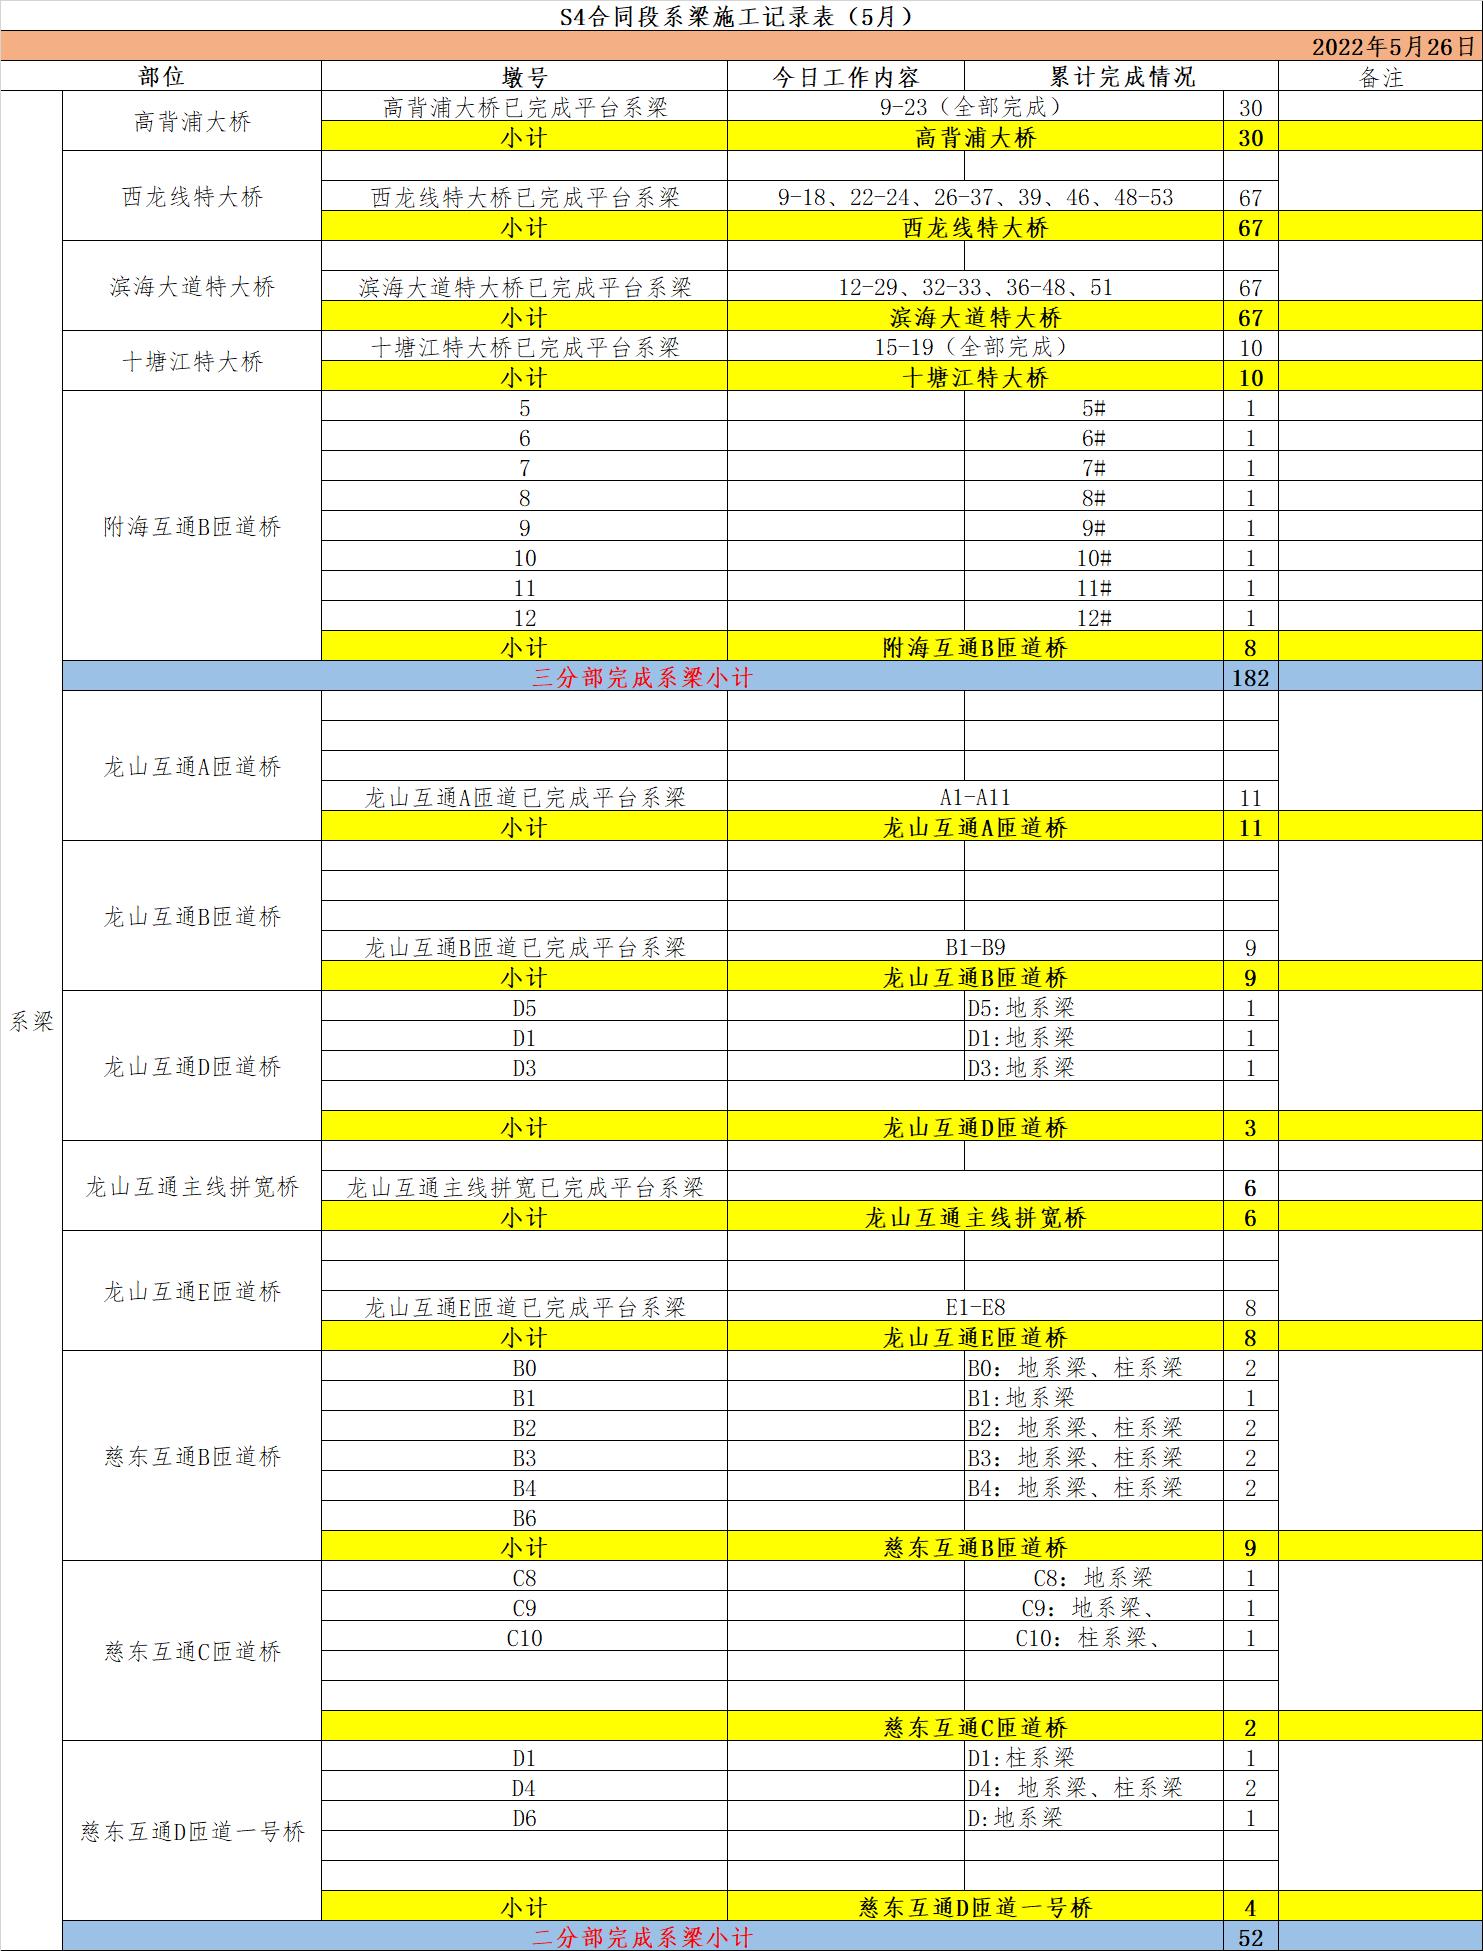 S4合同段系梁施工记录表（5月）
2022年5月26日
部位 墩号 今日工作内容 累计完成情况 备注
系梁
高背浦大桥
高背浦大桥已完成平台系梁 9-23（全部完成） 30
小计 高背浦大桥 30
西龙线特大桥
西龙线特大桥已完成平台系梁 9-18、22-24、26-37、39、46、48-53 67
小计 西龙线特大桥 67
滨海大道特大桥
滨海大道特大桥已完成平台系梁 12-29、32-33、36-48、51 67
小计 滨海大道特大桥 67
十塘江特大桥
十塘江特大桥已完成平台系梁 15-19（全部完成） 10
小计 十塘江特大桥 10
附海互通B匝道桥
5 5# 1
6 6# 1
7 7# 1
8 8# 1
9 9# 1
10 10# 1
11 11# 1
12 12# 1
小计 附海互通B匝道桥 8
三分部完成系梁小计 182
龙山互通A匝道桥
龙山互通A匝道已完成平台系梁 A1-A11 11
小计 龙山互通A匝道桥 11
龙山互通B匝道桥
龙山互通B匝道已完成平台系梁 B1-B9 9
小计 龙山互通B匝道桥 9
龙山互通D匝道桥
D5 D5:地系梁 1
D1 D1:地系梁 1
D3 D3:地系梁 1
小计 龙山互通D匝道桥 3
龙山互通主线拼宽桥
龙山互通主线拼宽已完成平台系梁 6
小计 龙山互通主线拼宽桥 6
龙山互通E匝道桥
龙山互通E匝道已完成平台系梁 E1-E8 8
小计 龙山互通E匝道桥 8
慈东互通B匝道桥
B0 B0：地系梁、柱系梁 2
B1 B1:地系梁 1
B2 B2：地系梁、柱系梁 2
B3 B3：地系梁、柱系梁 2
B4 B4：地系梁、柱系梁 2
B6
小计 慈东互通B匝道桥 9
慈东互通C匝道桥
C8 C8：地系梁 1
C9 C9：地系梁、 1
C10 C10：柱系梁、 1
慈东互通C匝道桥 2
慈东互通D匝道一号桥
D1 D1:柱系梁 1
D4 D4：地系梁、柱系梁 2
D6 D:地系梁 1
小计 慈东互通D匝道一号桥 4
二分部完成系梁小计 52